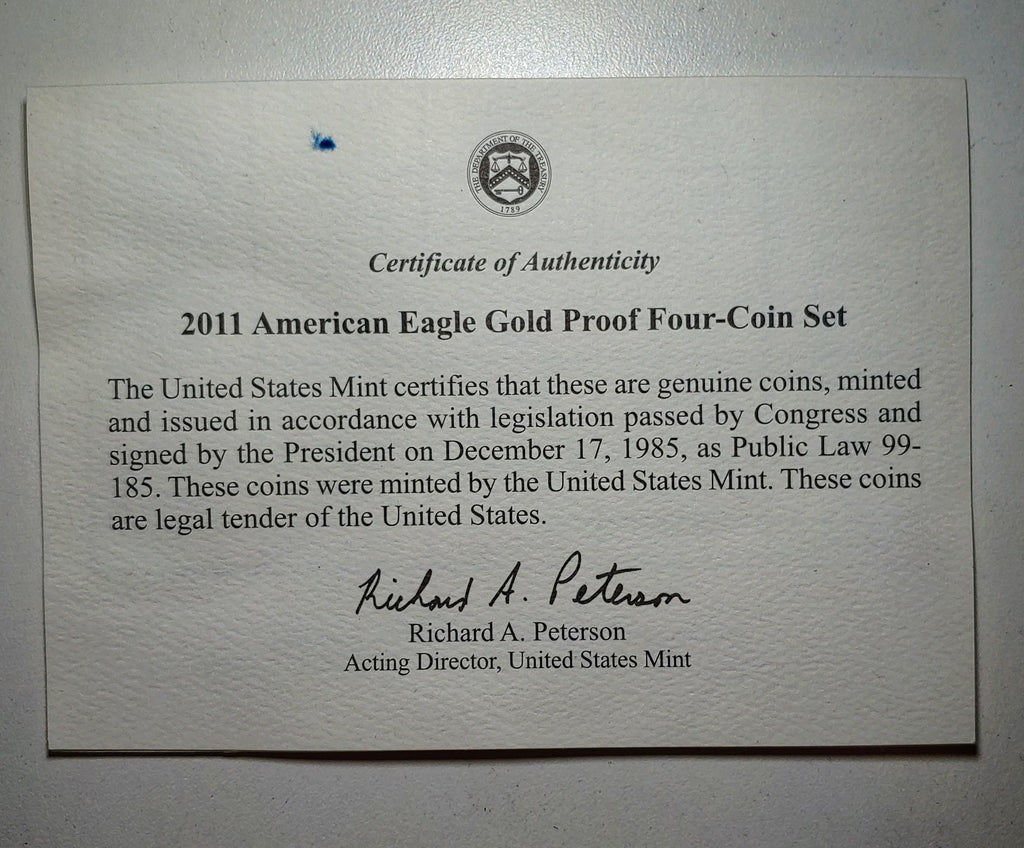 THE DEPARTMENT OF THE TREASURY
1789
Certificate of Authenticity
2011 American Eagle Gold Proof Four-Coin Set
The United States Mint certifies that these are genuine coins, minted
and issued in accordance with legislation passed by Congress and
signed by the President on December 17, 1985, as Public Law 99-
185. These coins were minted by the United States Mint. These coins
are legal tender of the United States.
Richard A. Peterson
Richard A. Peterson
Acting Director, United States Mint